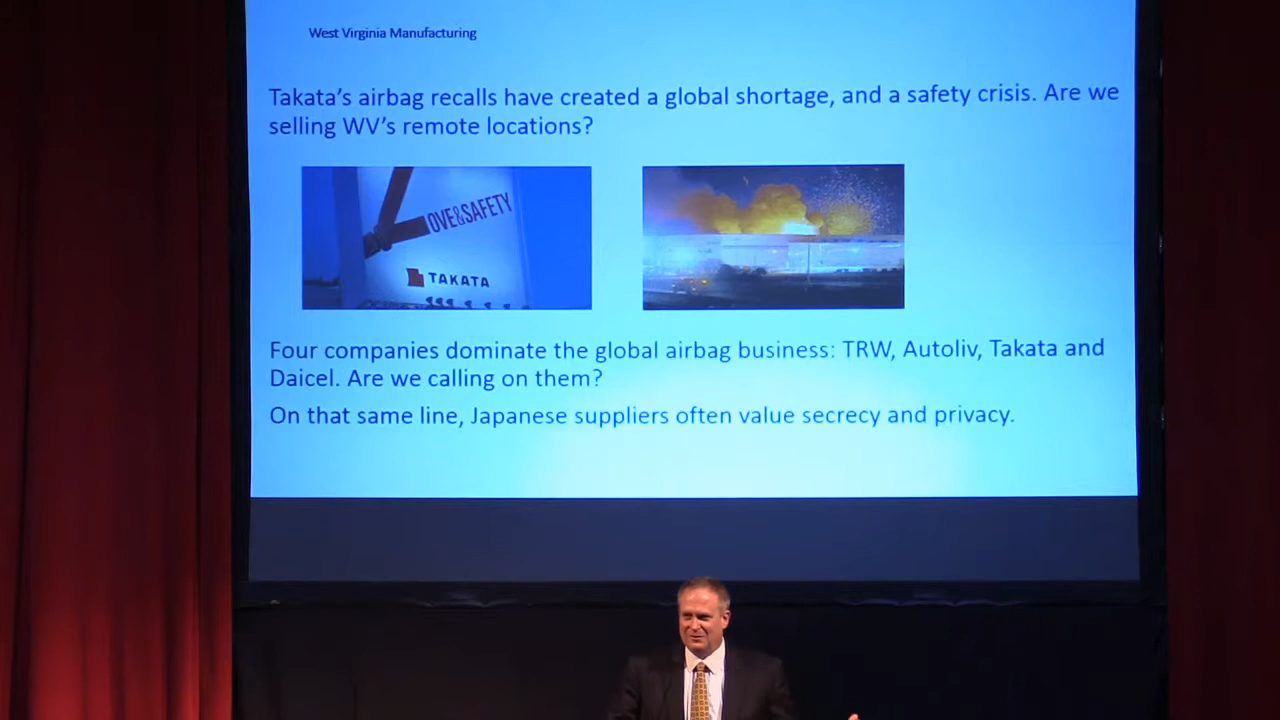 West Virginia Manufacturing
Takata's airbag recalls have created a global shortage, and a safety crisis. Are we
selling WV's remote locations?
OVE&SAFETY
TAKATA
Four companies dominate the global airbag business: TRW, Autoliv, Takata and
Daicel. Are we calling on them?
On that same line, Japanese suppliers often value secrecy and privacy.